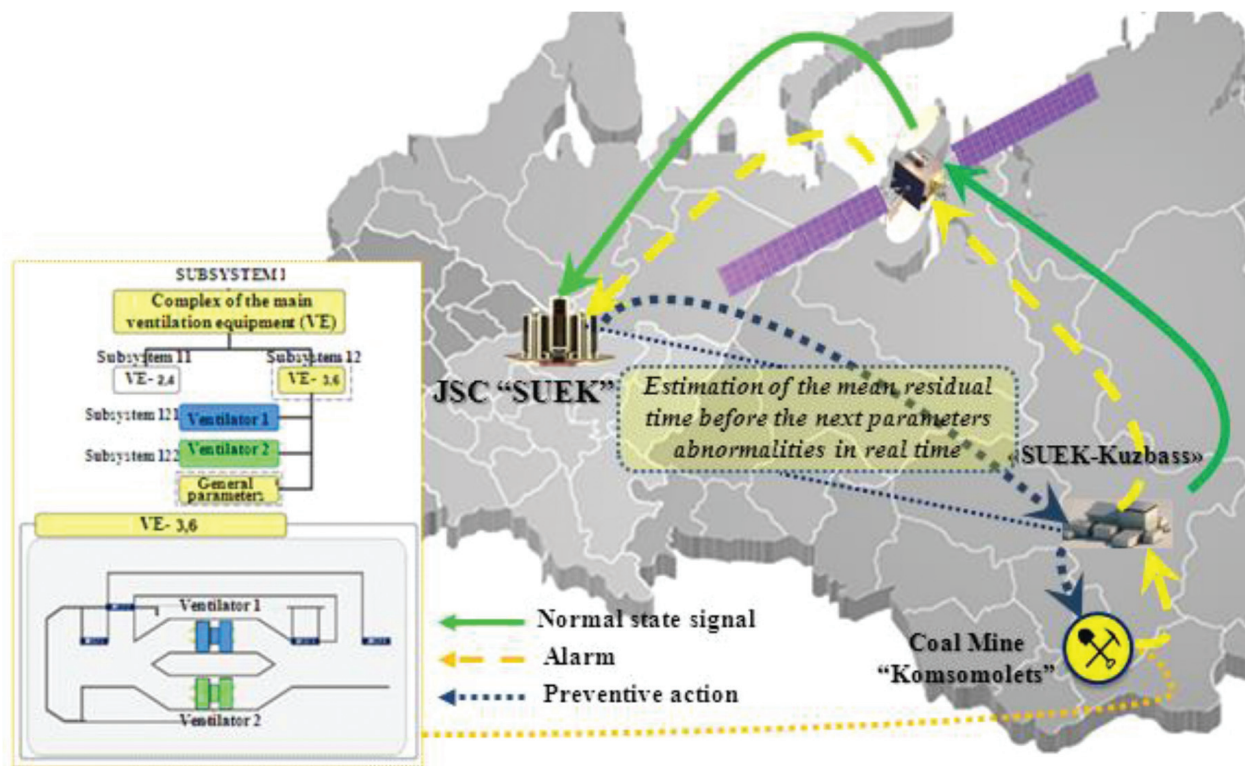 SUBSYSTEM 1
Complex of the main
ventilation equipment (VE)
Subsystem 11
Subsystem 12
VE- 2,4
VE- 3,6
Subsystem 121
Ventilator 1
Subsystem 122
Ventilator 2
General
parameters
VE- 3,6
Ventilator 1
Ventilator 2
JSC “SUEK”
Estimation of the mean residual
time before the next parameters
abnormalities in real time
«SUEK-Kuzbass»
Coal Mine
“Komsomolets”
Normal state signal
Alarm
Preventive action